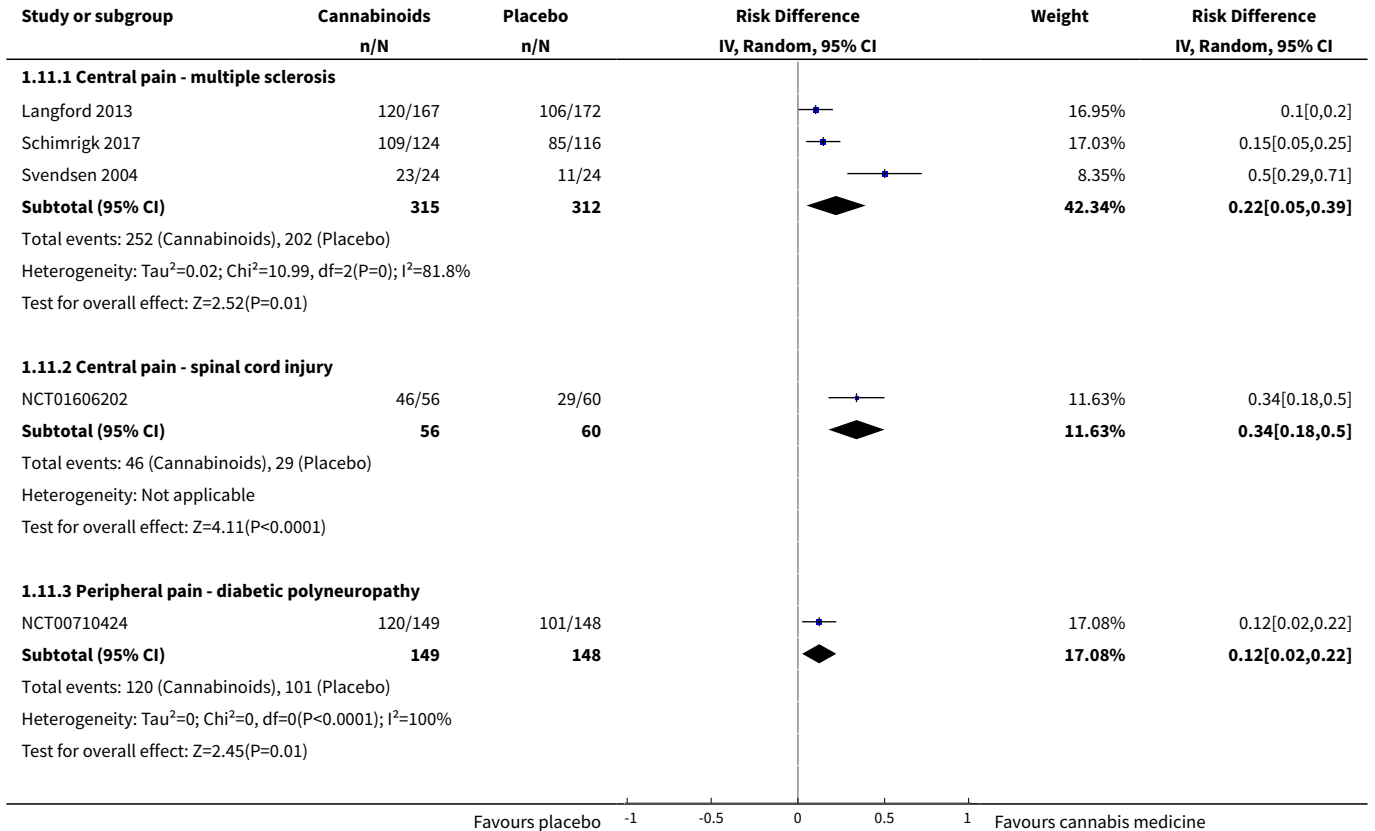 Study or subgroup Cannabinoids Placebo Risk Difference Weight Risk Difference
n/N n/N IV, Random, 95% CI IV, Random, 95% CI
1.11.1 Central pain - multiple sclerosis
Langford 2013 120/167 106/172 16.95% 0.1[0,0.2]
Schimrigk 2017 109/124 85/116 17.03% 0.15[0.05,0.25]
Svendsen 2004 23/24 11/24 8.35% 0.5[0.29,0.71]
Subtotal (95% CI) 315 312 42.34% 0.22[0.05,0.39]
Total events: 252 (Cannabinoids), 202 (Placebo)
Heterogeneity: Tau²=0.02; Chi²=10.99, df=2(P=0); I²=81.8%
Test for overall effect: Z=2.52(P=0.01)
1.11.2 Central pain - spinal cord injury
NCT01606202 46/56 29/60 11.63% 0.34[0.18,0.5]
Subtotal (95% CI) 56 60 11.63% 0.34[0.18,0.5]
Total events: 46 (Cannabinoids), 29 (Placebo)
Heterogeneity: Not applicable
Test for overall effect: Z=4.11(P<0.0001)
1.11.3 Peripheral pain - diabetic polyneuropathy
NCT00710424 120/149 101/148 17.08% 0.12[0.02,0.22]
Subtotal (95% CI) 149 148 17.08% 0.12[0.02,0.22]
Total events: 120 (Cannabinoids), 101 (Placebo)
Heterogeneity: Tau²=0; Chi²=0, df=0(P<0.0001); I²=100%
Test for overall effect: Z=2.45(P=0.01)
Favours placebo -1 -0.5 0 0.5 1 Favours cannabis medicine